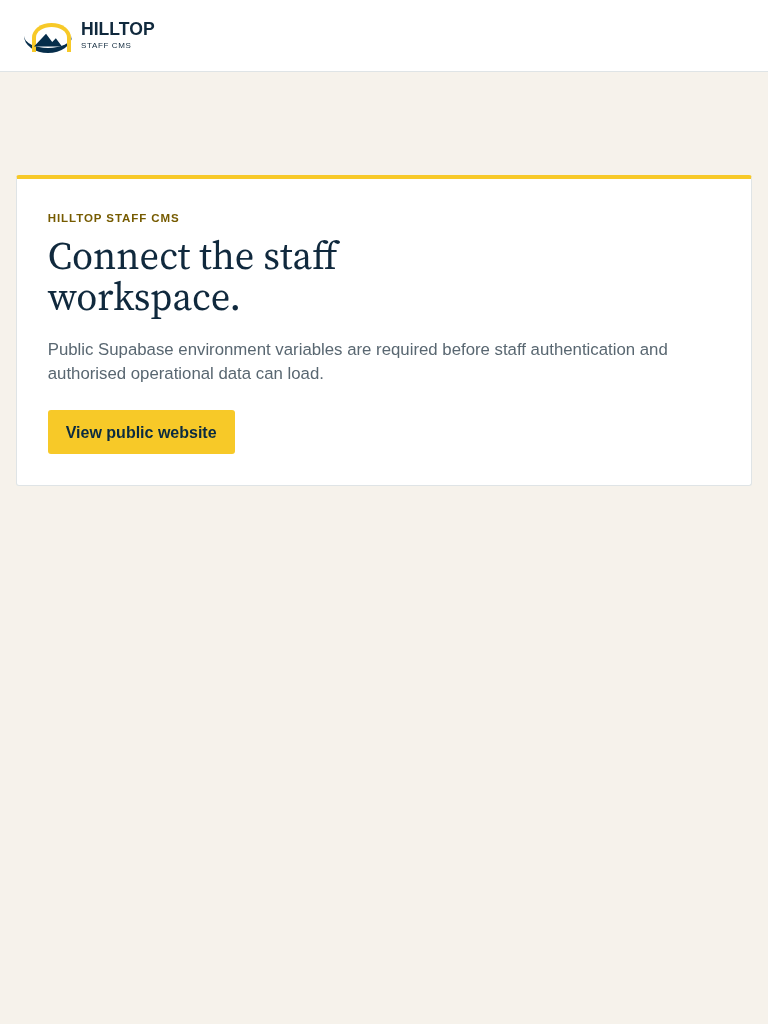 HILLTOP
STAFF CMS
HILLTOP STAFF CMS
Connect the staff
workspace.
Public Supabase environment variables are required before staff authentication and
authorised operational data can load.
View public website